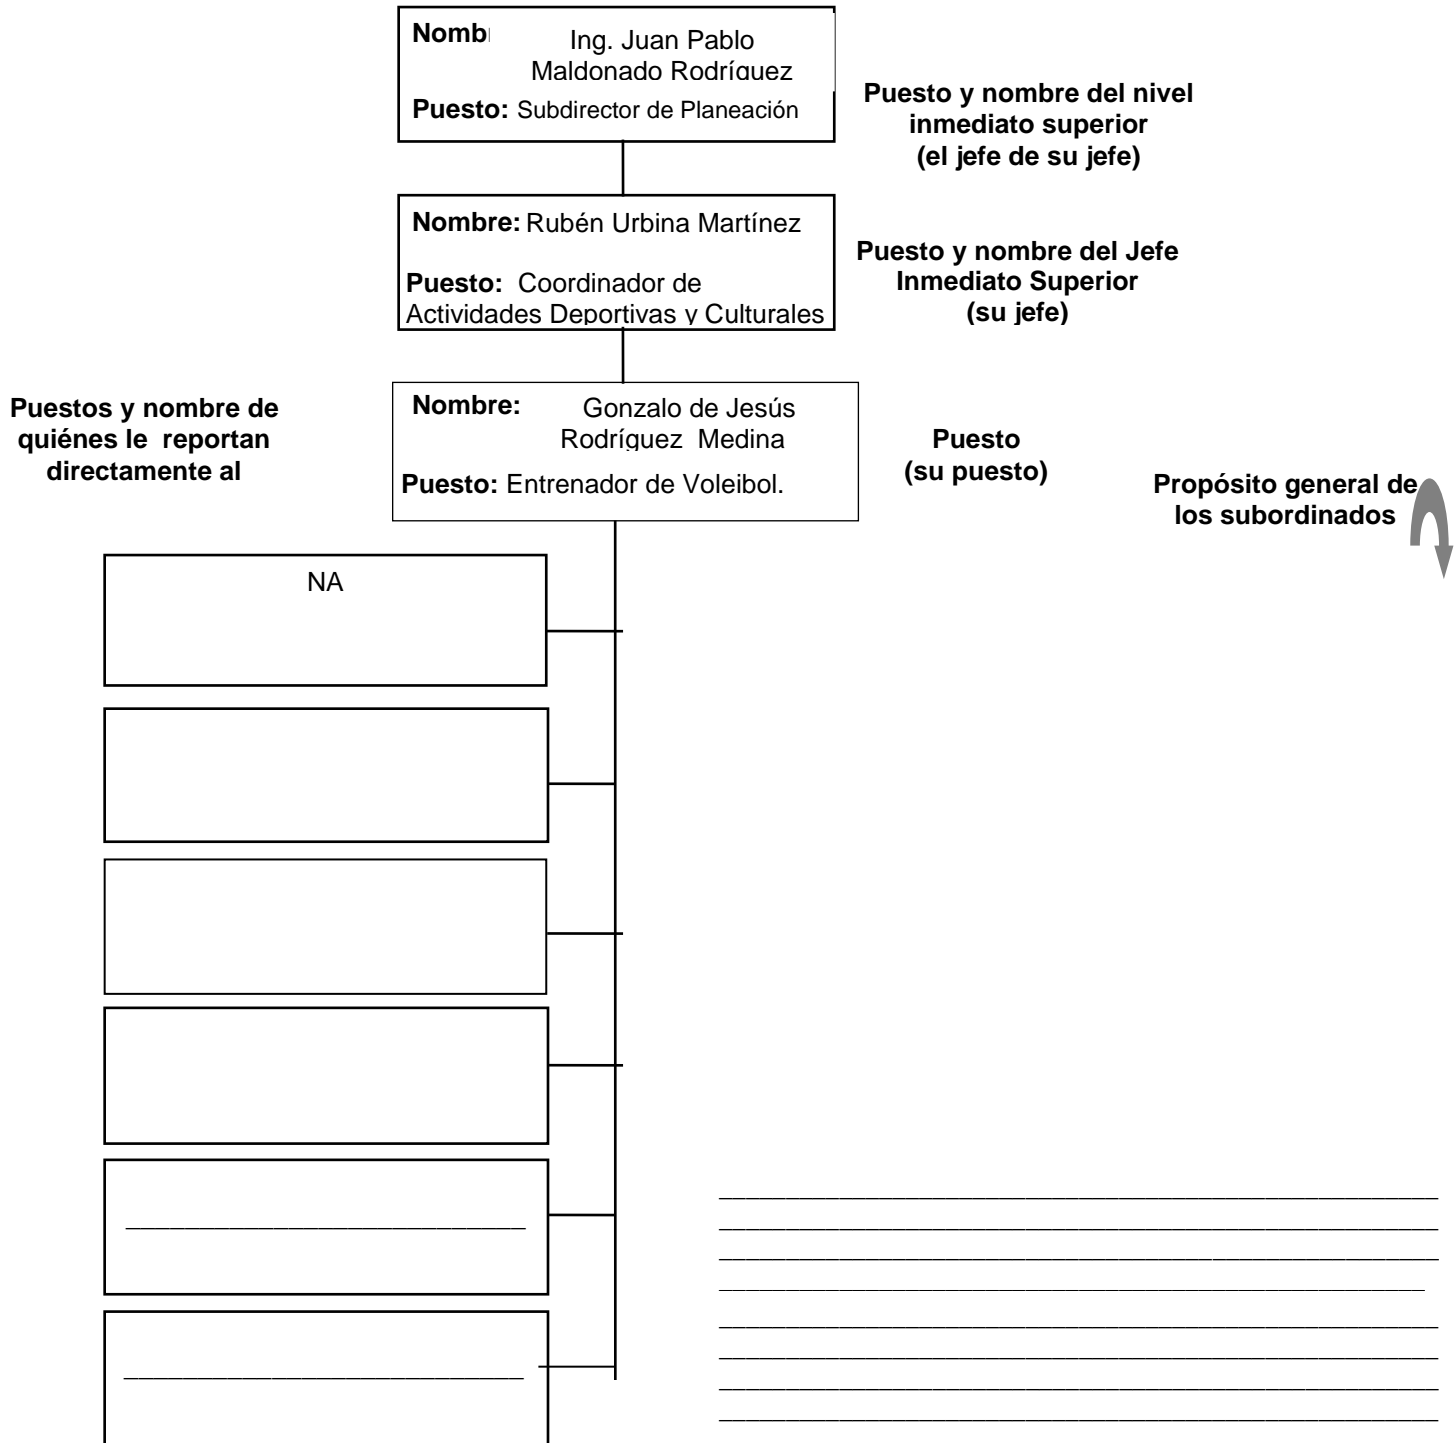 Nomb
Ing. Juan Pablo
Maldonado Rodríguez
Puesto: Subdirector de Planeación
Puesto y nombre del nivel
inmediato superior
(el jefe de su jefe)
Nombre: Rubén Urbina Martínez
Puesto: Coordinador de
Actividades Deportivas y Culturales
Puesto y nombre del Jefe
Inmediato Superior
(su jefe)
Puestos y nombre de
quiénes le reportan
directamente al
Nombre: Gonzalo de Jesús
Rodríguez Medina
Puesto: Entrenador de Voleibol.
Puesto
(su puesto)
Propósito general de
los subordinados
NA